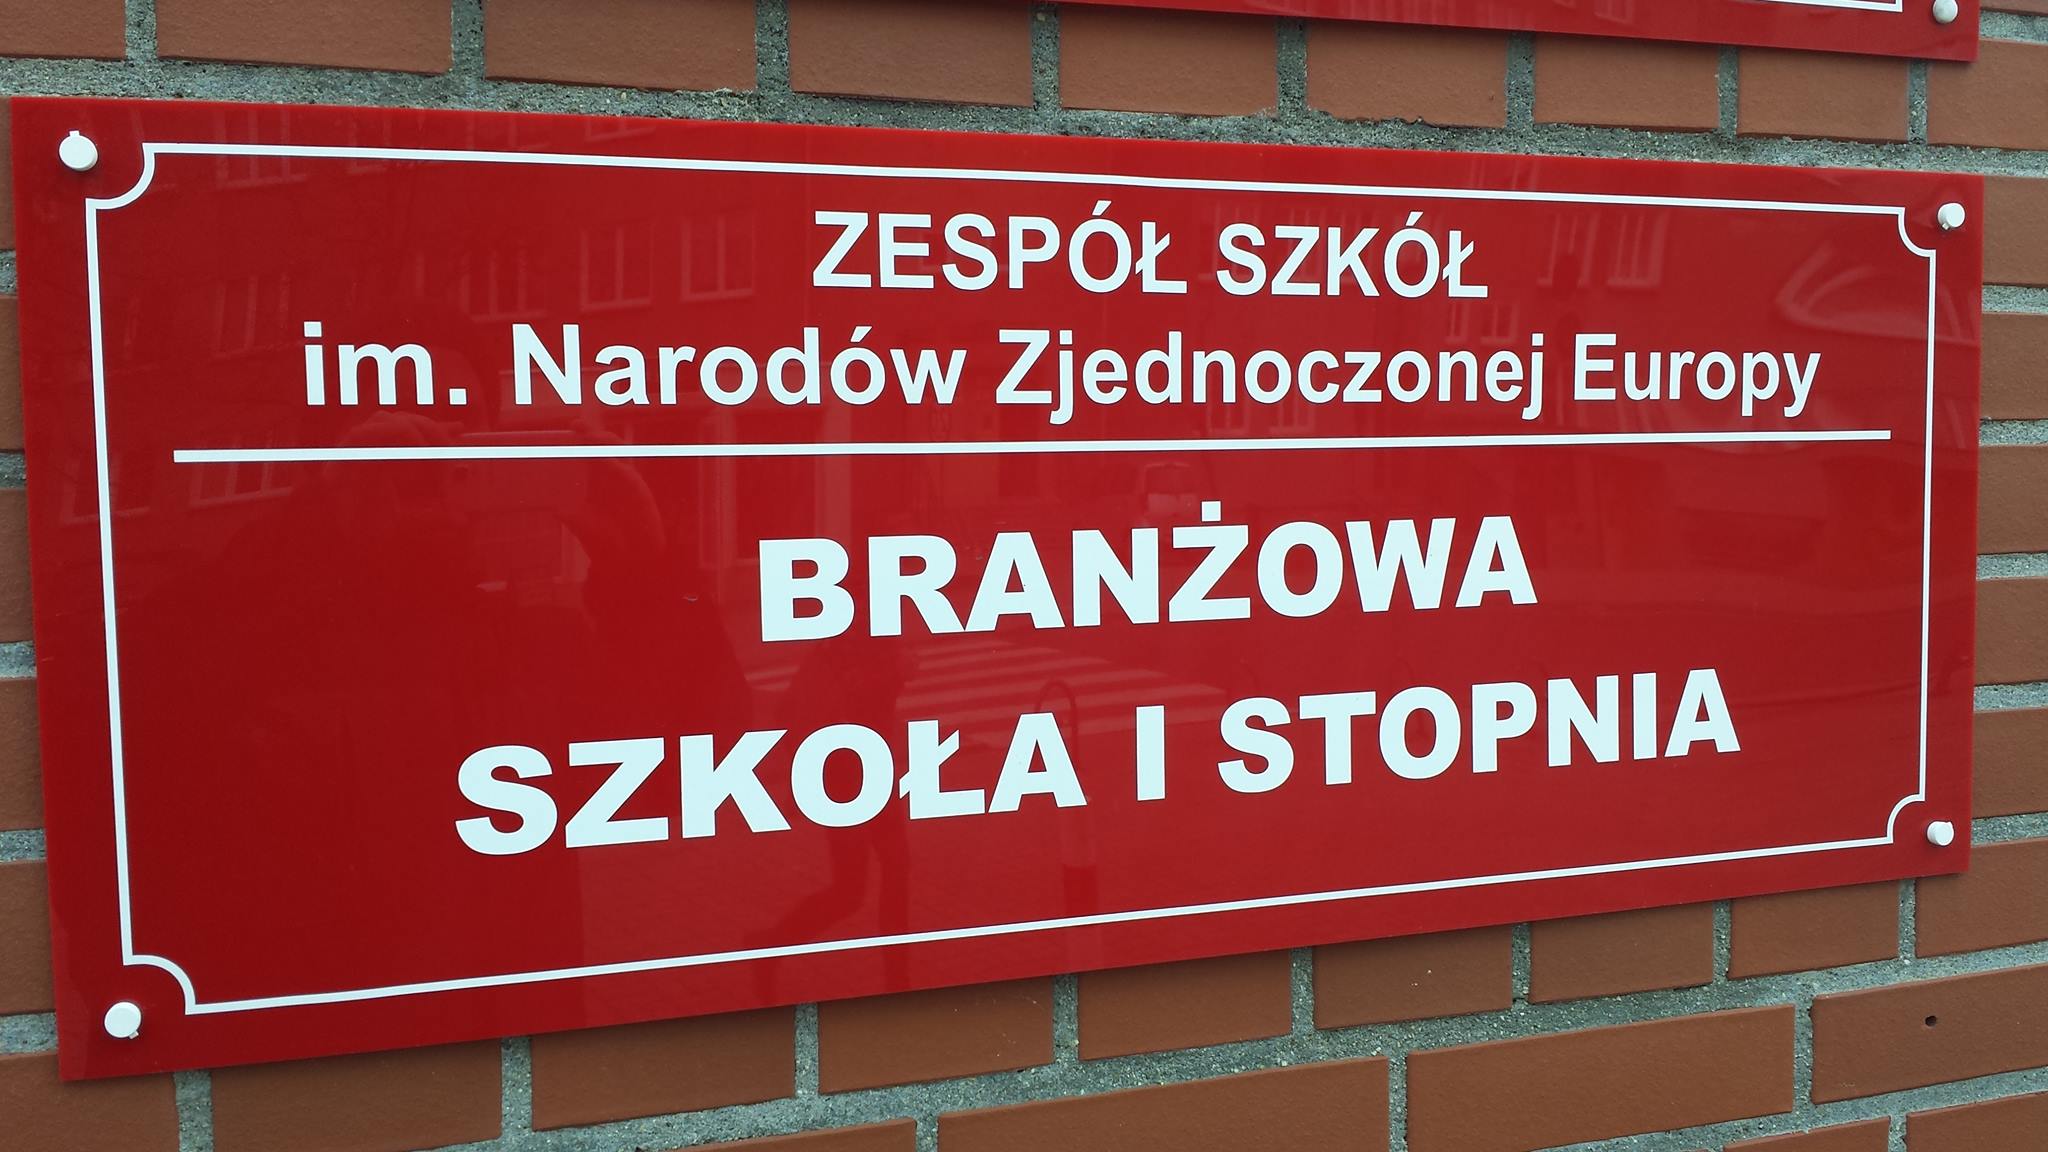 ZESPÓŁ SZKÓŁ
im. Narodów Zjednoczonej Europy
BRANŻOWA
SZKOŁA I STOPNIA